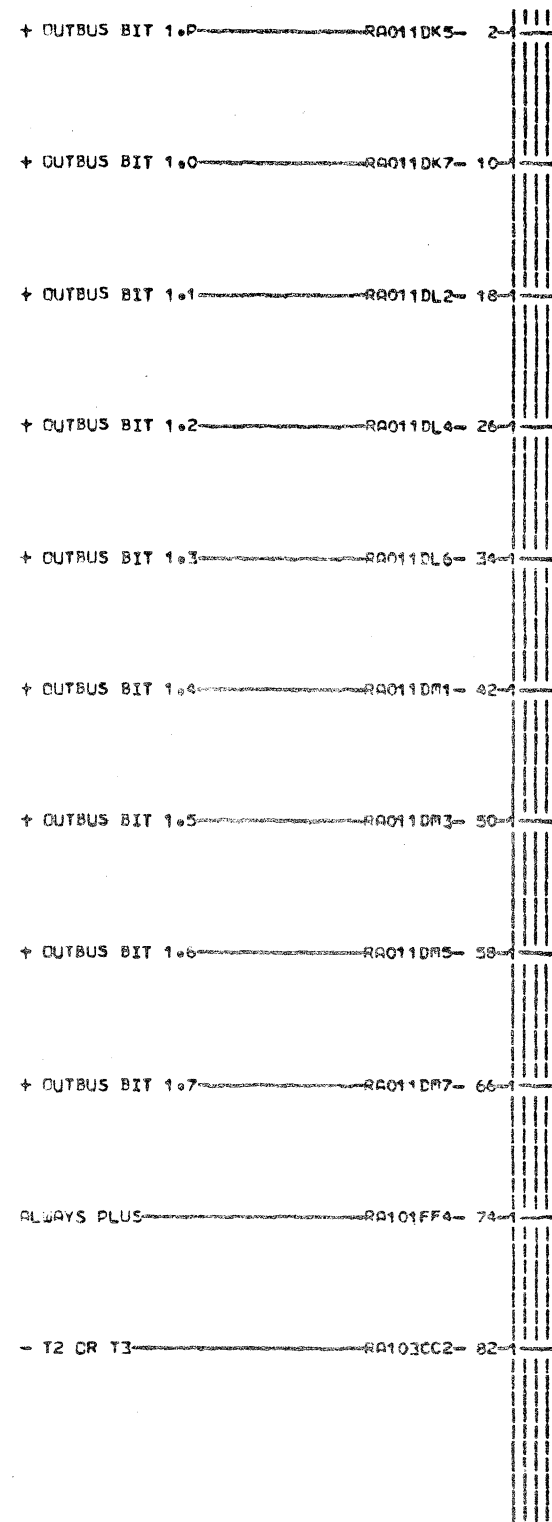 + OUTBUS BIT 1.P RA011DK5- 2-
+ OUTBUS BIT 1.0 RA011DK7- 10-
+ OUTBUS BIT 1.1 RA011DL2- 18-
+ OUTBUS BIT 1.2 RA011DL4- 26-
+ OUTBUS BIT 1.3 RA011DL6- 34-
+ OUTBUS BIT 1.4 RA011DM1- 42-
+ OUTBUS BIT 1.5 RA011DM3- 50-
+ OUTBUS BIT 1.6 RA011DM5- 58-
+ OUTBUS BIT 1.7 RA011DM7- 66-
ALWAYS PLUS RA101FF4- 74-
- T2 OR T3 RA103CC2- 82-